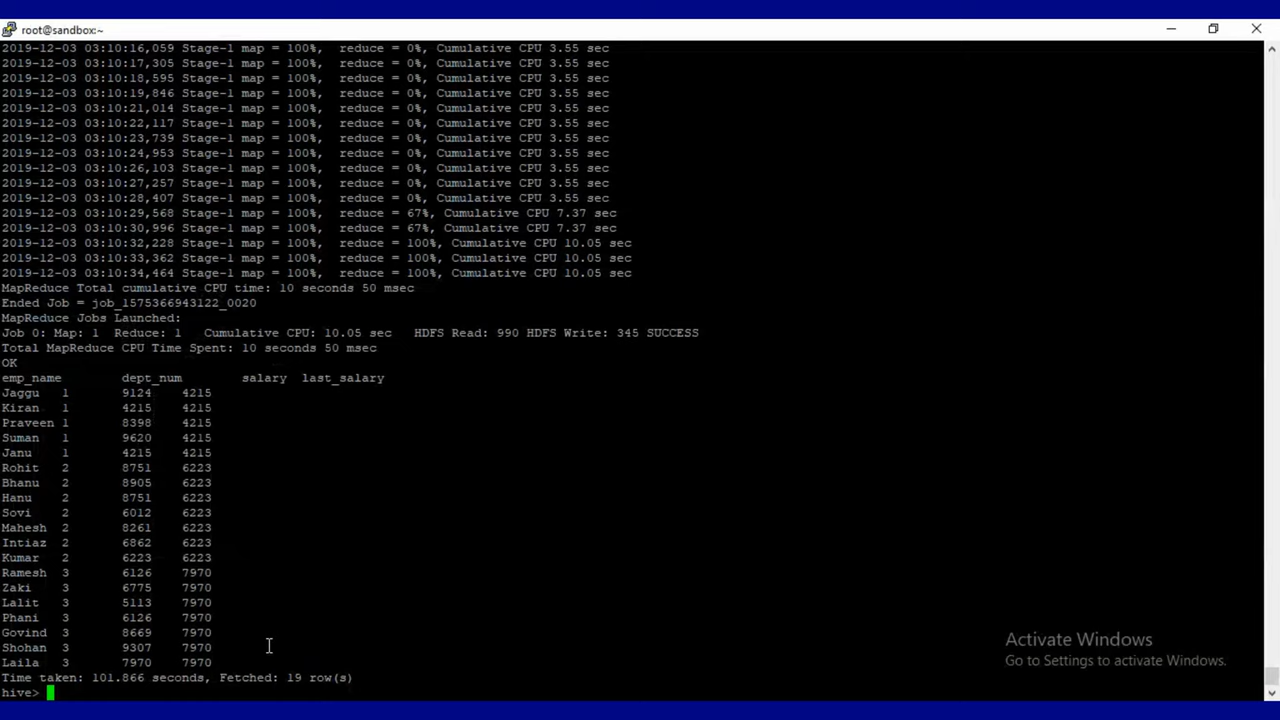 root@sandbox:~
2019-12-03 03:10:16,059 Stage-1 map = 100%, reduce = 0%, Cumulative CPU 3.55 sec
2019-12-03 03:10:17,305 Stage-1 map = 100%, reduce = 0%, Cumulative CPU 3.55 sec
2019-12-03 03:10:18,595 Stage-1 map = 100%, reduce = 0%, Cumulative CPU 3.55 sec
2019-12-03 03:10:19,846 Stage-1 map = 100%, reduce = 0%, Cumulative CPU 3.55 sec
2019-12-03 03:10:21,014 Stage-1 map = 100%, reduce = 0%, Cumulative CPU 3.55 sec
2019-12-03 03:10:22,117 Stage-1 map = 100%, reduce = 0%, Cumulative CPU 3.55 sec
2019-12-03 03:10:23,739 Stage-1 map = 100%, reduce = 0%, Cumulative CPU 3.55 sec
2019-12-03 03:10:24,953 Stage-1 map = 100%, reduce = 0%, Cumulative CPU 3.55 sec
2019-12-03 03:10:26,103 Stage-1 map = 100%, reduce = 0%, Cumulative CPU 3.55 sec
2019-12-03 03:10:27,257 Stage-1 map = 100%, reduce = 0%, Cumulative CPU 3.55 sec
2019-12-03 03:10:28,407 Stage-1 map = 100%, reduce = 0%, Cumulative CPU 3.55 sec
2019-12-03 03:10:29,568 Stage-1 map = 100%, reduce = 67%, Cumulative CPU 7.37 sec
2019-12-03 03:10:30,996 Stage-1 map = 100%, reduce = 67%, Cumulative CPU 7.37 sec
2019-12-03 03:10:32,228 Stage-1 map = 100%, reduce = 100%, Cumulative CPU 10.05 sec
2019-12-03 03:10:33,362 Stage-1 map = 100%, reduce = 100%, Cumulative CPU 10.05 sec
2019-12-03 03:10:34,464 Stage-1 map = 100%, reduce = 100%, Cumulative CPU 10.05 sec
MapReduce Total cumulative CPU time: 10 seconds 50 msec
Ended Job = job_1575366943122_0020
MapReduce Jobs Launched:
Job 0: Map: 1 Reduce: 1 Cumulative CPU: 10.05 sec HDFS Read: 990 HDFS Write: 345 SUCCESS
Total MapReduce CPU Time Spent: 10 seconds 50 msec
OK
emp_name dept_num salary last_salary
Jaggu 1 9124 4215
Kiran 1 4215 4215
Praveen 1 8398 4215
Suman 1 9620 4215
Janu 1 4215 4215
Rohit 2 8751 6223
Bhanu 2 8905 6223
Hanu 2 8751 6223
Sovi 2 6012 6223
Mahesh 2 8261 6223
Intiaz 2 6862 6223
Kumar 2 6223 6223
Ramesh 3 6126 7970
Zaki 3 6775 7970
Lalit 3 5113 7970
Phani 3 6126 7970
Govind 3 8669 7970
Shohan 3 9307 7970
Laila 3 7970 7970
Time taken: 101.866 seconds, Fetched: 19 row(s)
hive>
Activate Windows
Go to Settings to activate Windows.